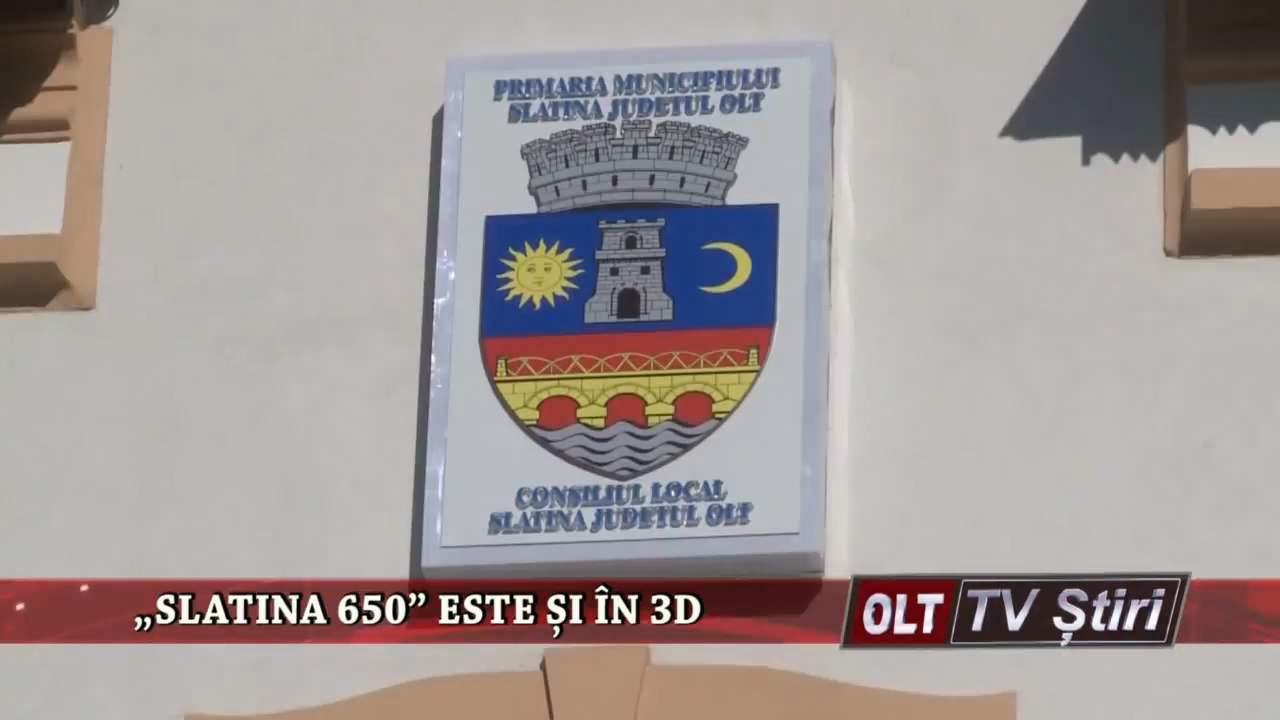 PRIMARIA MUNICIPIULUI
SLATINA JUDETUL OLT
CONSILIUL LOCAL
SLATINA JUDETUL OLT
„SLATINA 650” ESTE ȘI ÎN 3D
OLT TV Știri